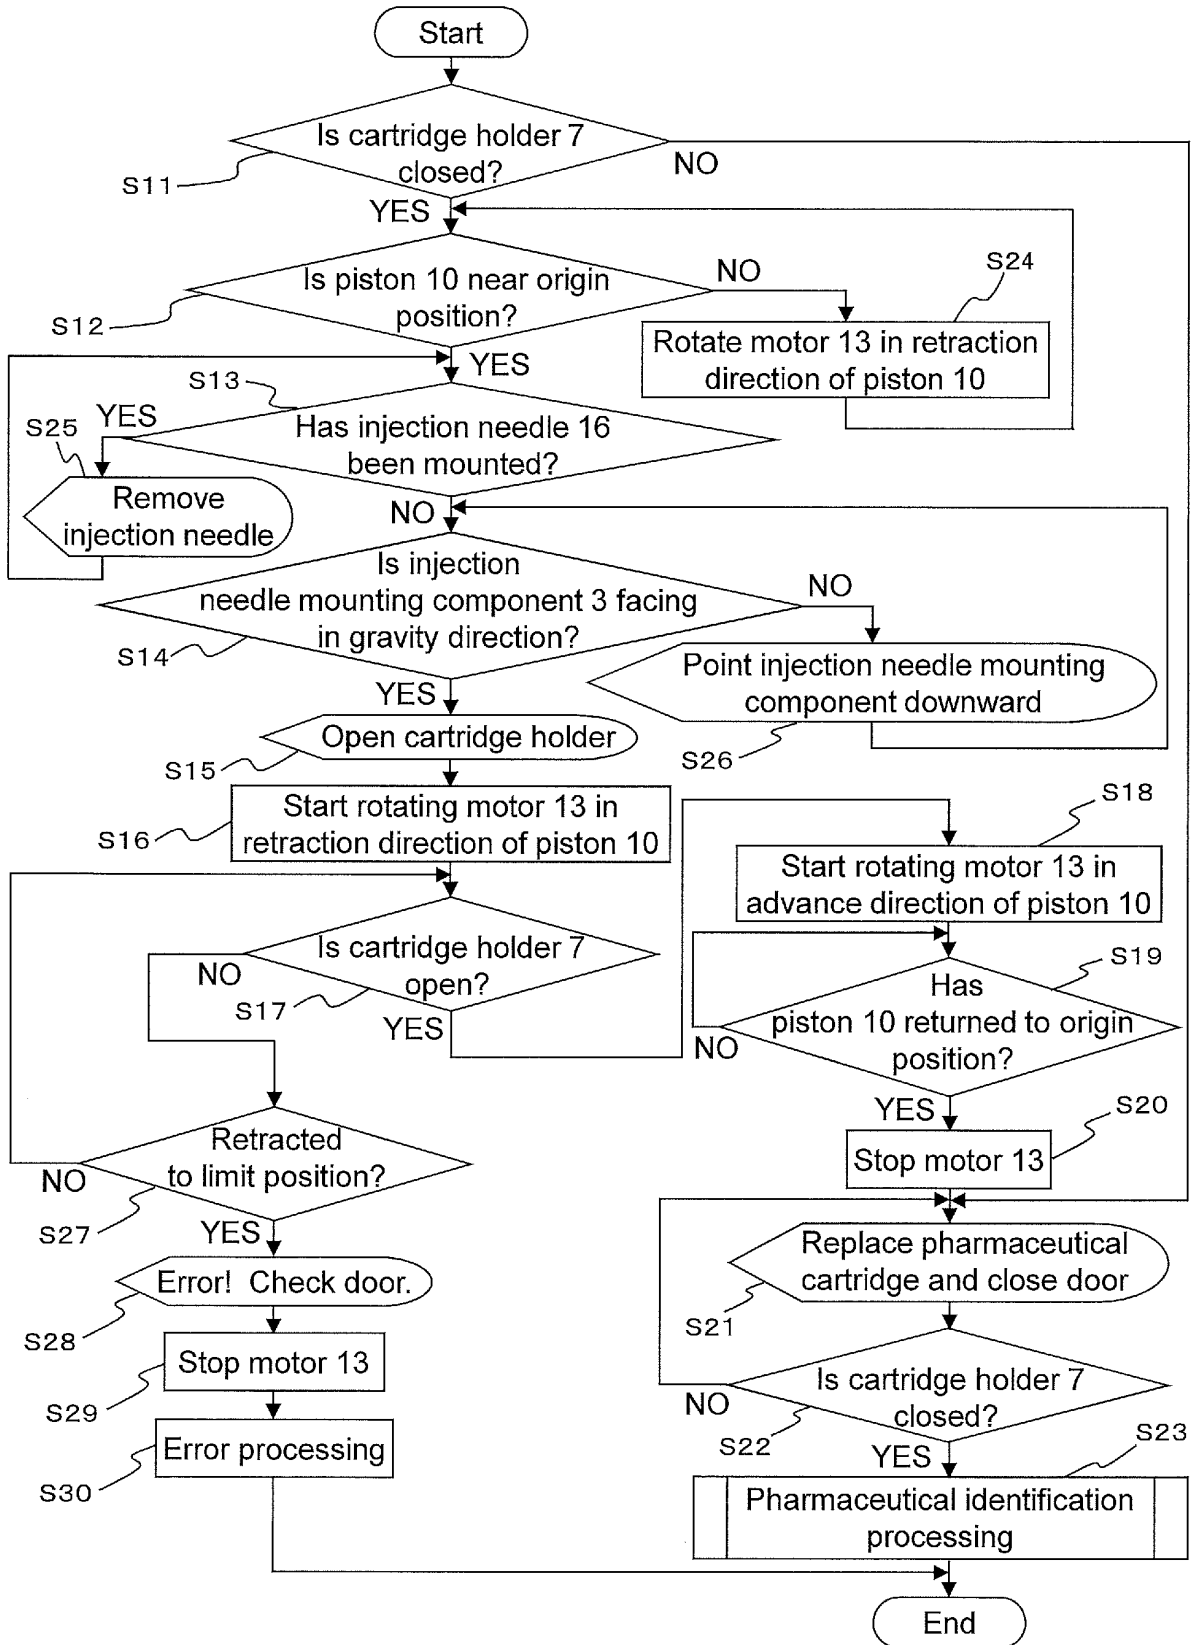 Start
Is cartridge holder 7
closed?
S11
NO
YES
Is piston 10 near origin
position?
S12
NO
S24
Rotate motor 13 in retraction
direction of piston 10
YES
S13
Has injection needle 16
been mounted?
YES
S25
Remove
injection needle
NO
Is injection
needle mounting component 3 facing
in gravity direction?
S14
NO
Point injection needle mounting
component downward
S26
YES
Open cartridge holder
S15
Start rotating motor 13 in
retraction direction of piston 10
S16
Is cartridge holder 7
open?
NO
S17
YES
S18
Start rotating motor 13 in
advance direction of piston 10
S19
Has
piston 10 returned to origin
position?
NO
YES
S20
Stop motor 13
Retracted
to limit position?
NO
S27
YES
Error!  Check door.
S28
Stop motor 13
S29
Error processing
S30
Replace pharmaceutical
cartridge and close door
S21
Is cartridge holder 7
closed?
NO
S22
YES
S23
Pharmaceutical identification
processing
End